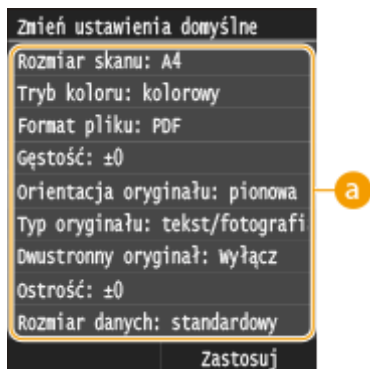 Zmień ustawienia domyślne
Rozmiar skanu: A4
Tryb koloru: kolorowy
Format pliku: PDF
Gęstość: ±0
Orientacja oryginału: pionowa
a
Typ oryginału: tekst/fotografi
Dwustronny oryginał: Wyłącz
Ostrość: ±0
Rozmiar danych: standardowy
Zastosuj